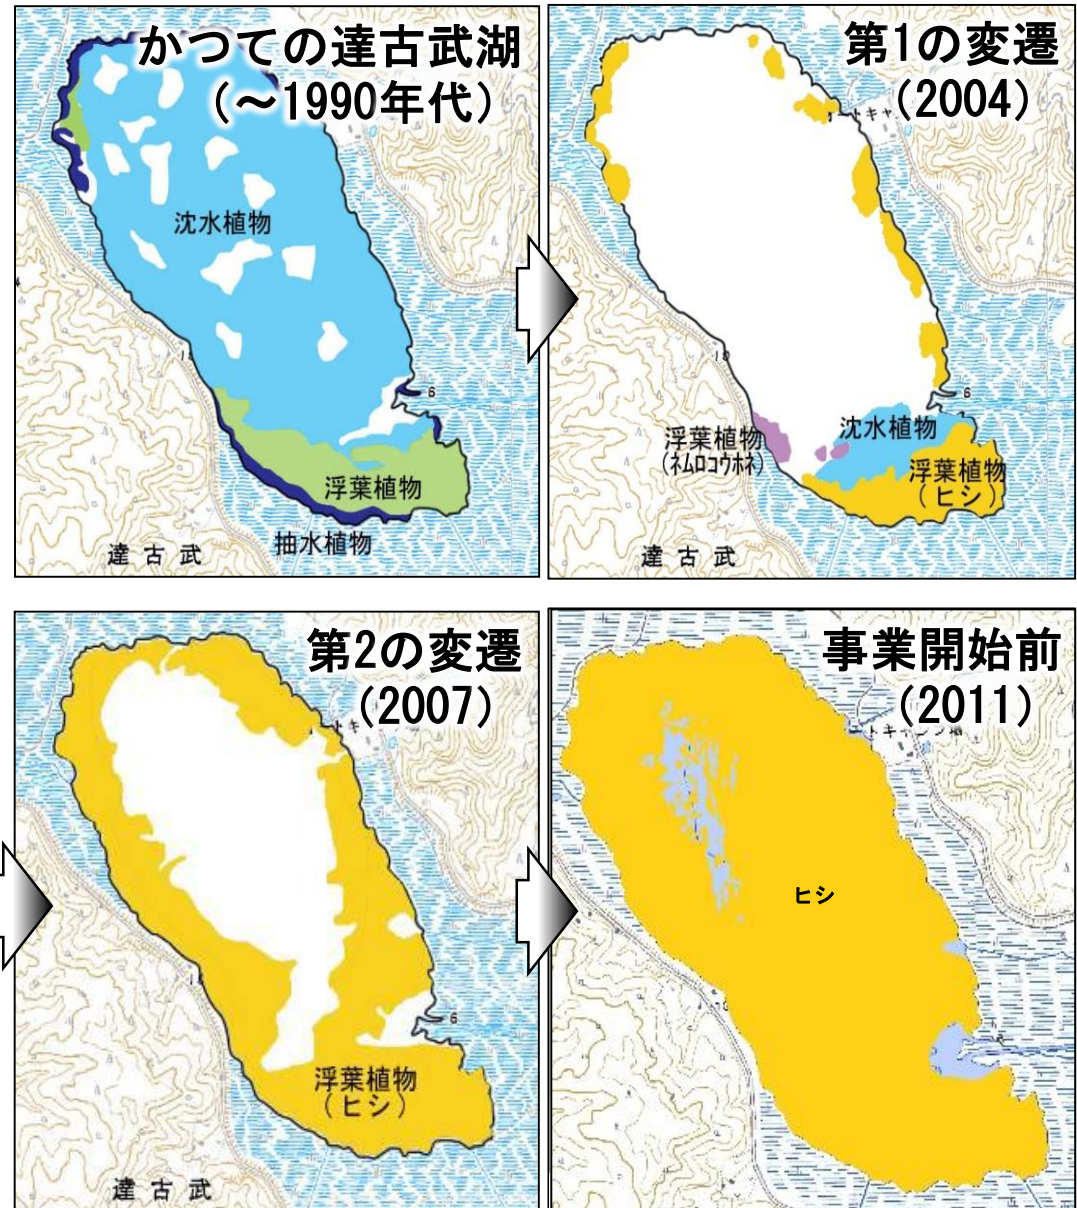 かつての達古武湖
(～1990年代)
沈水植物
6
浮葉植物
抽水植物
達古武
第1の変遷
(2004)
6
浮葉植物
(ネムロコウホネ)
沈水植物
浮葉植物
(ヒシ)
達古武
第2の変遷
(2007)
6
浮葉植物
(ヒシ)
達古武
事業開始前
(2011)
ヒシ